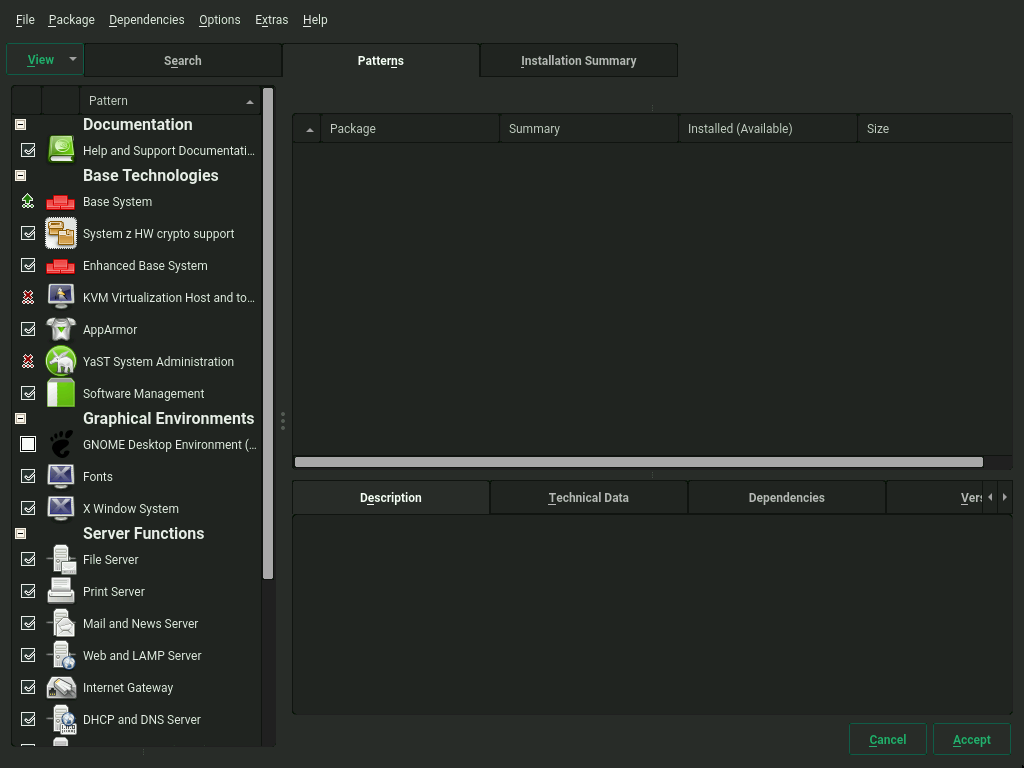 File Package Dependencies Options Extras Help
View Search Patterns Installation Summary
Pattern
Package Summary Installed (Available) Size
Documentation
Help and Support Documentati...
Base Technologies
Base System
System z HW crypto support
Enhanced Base System
KVM Virtualization Host and to...
AppArmor
YaST System Administration
Software Management
Graphical Environments
GNOME Desktop Environment (...
Fonts
X Window System
Server Functions
File Server
Print Server
Mail and News Server
Web and LAMP Server
Internet Gateway
DHCP and DNS Server
Description Technical Data Dependencies Vers
Cancel Accept